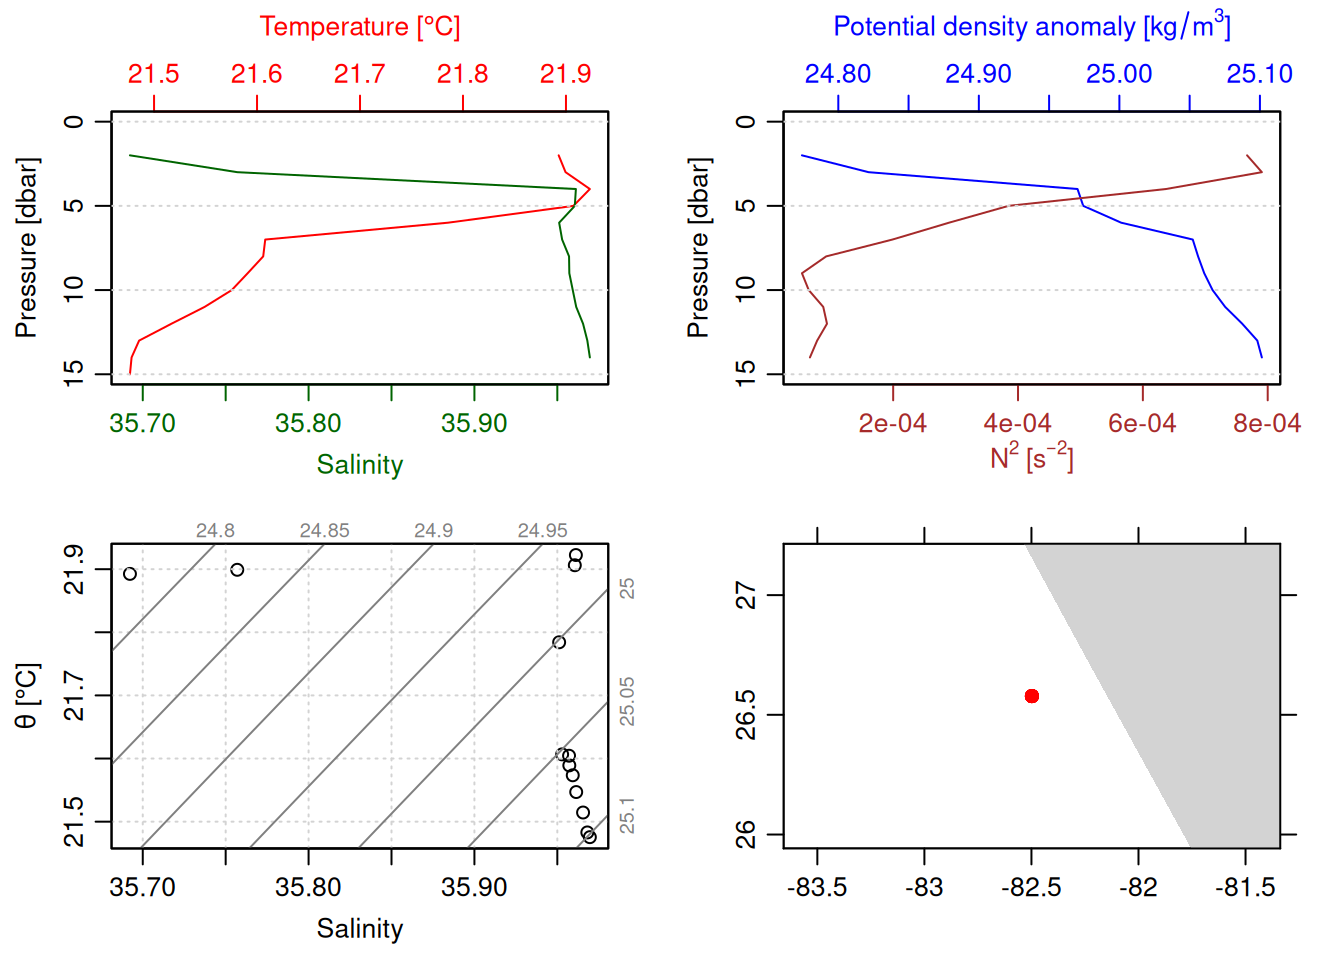 Temperature [°C]
21.5 21.6 21.7 21.8 21.9
Pressure [dbar]
0
5
10
15
35.70 35.80 35.90
Salinity
Potential density anomaly [kg/m³]
24.80 24.90 25.00 25.10
Pressure [dbar]
0
5
10
15
2e-04 4e-04 6e-04 8e-04
N² [s⁻²]
24.8 24.85 24.9 24.95
25
25.05
25.1
θ [°C]
21.9
21.7
21.5
35.70 35.80 35.90
Salinity
27
26.5
26
-83.5 -83 -82.5 -82 -81.5